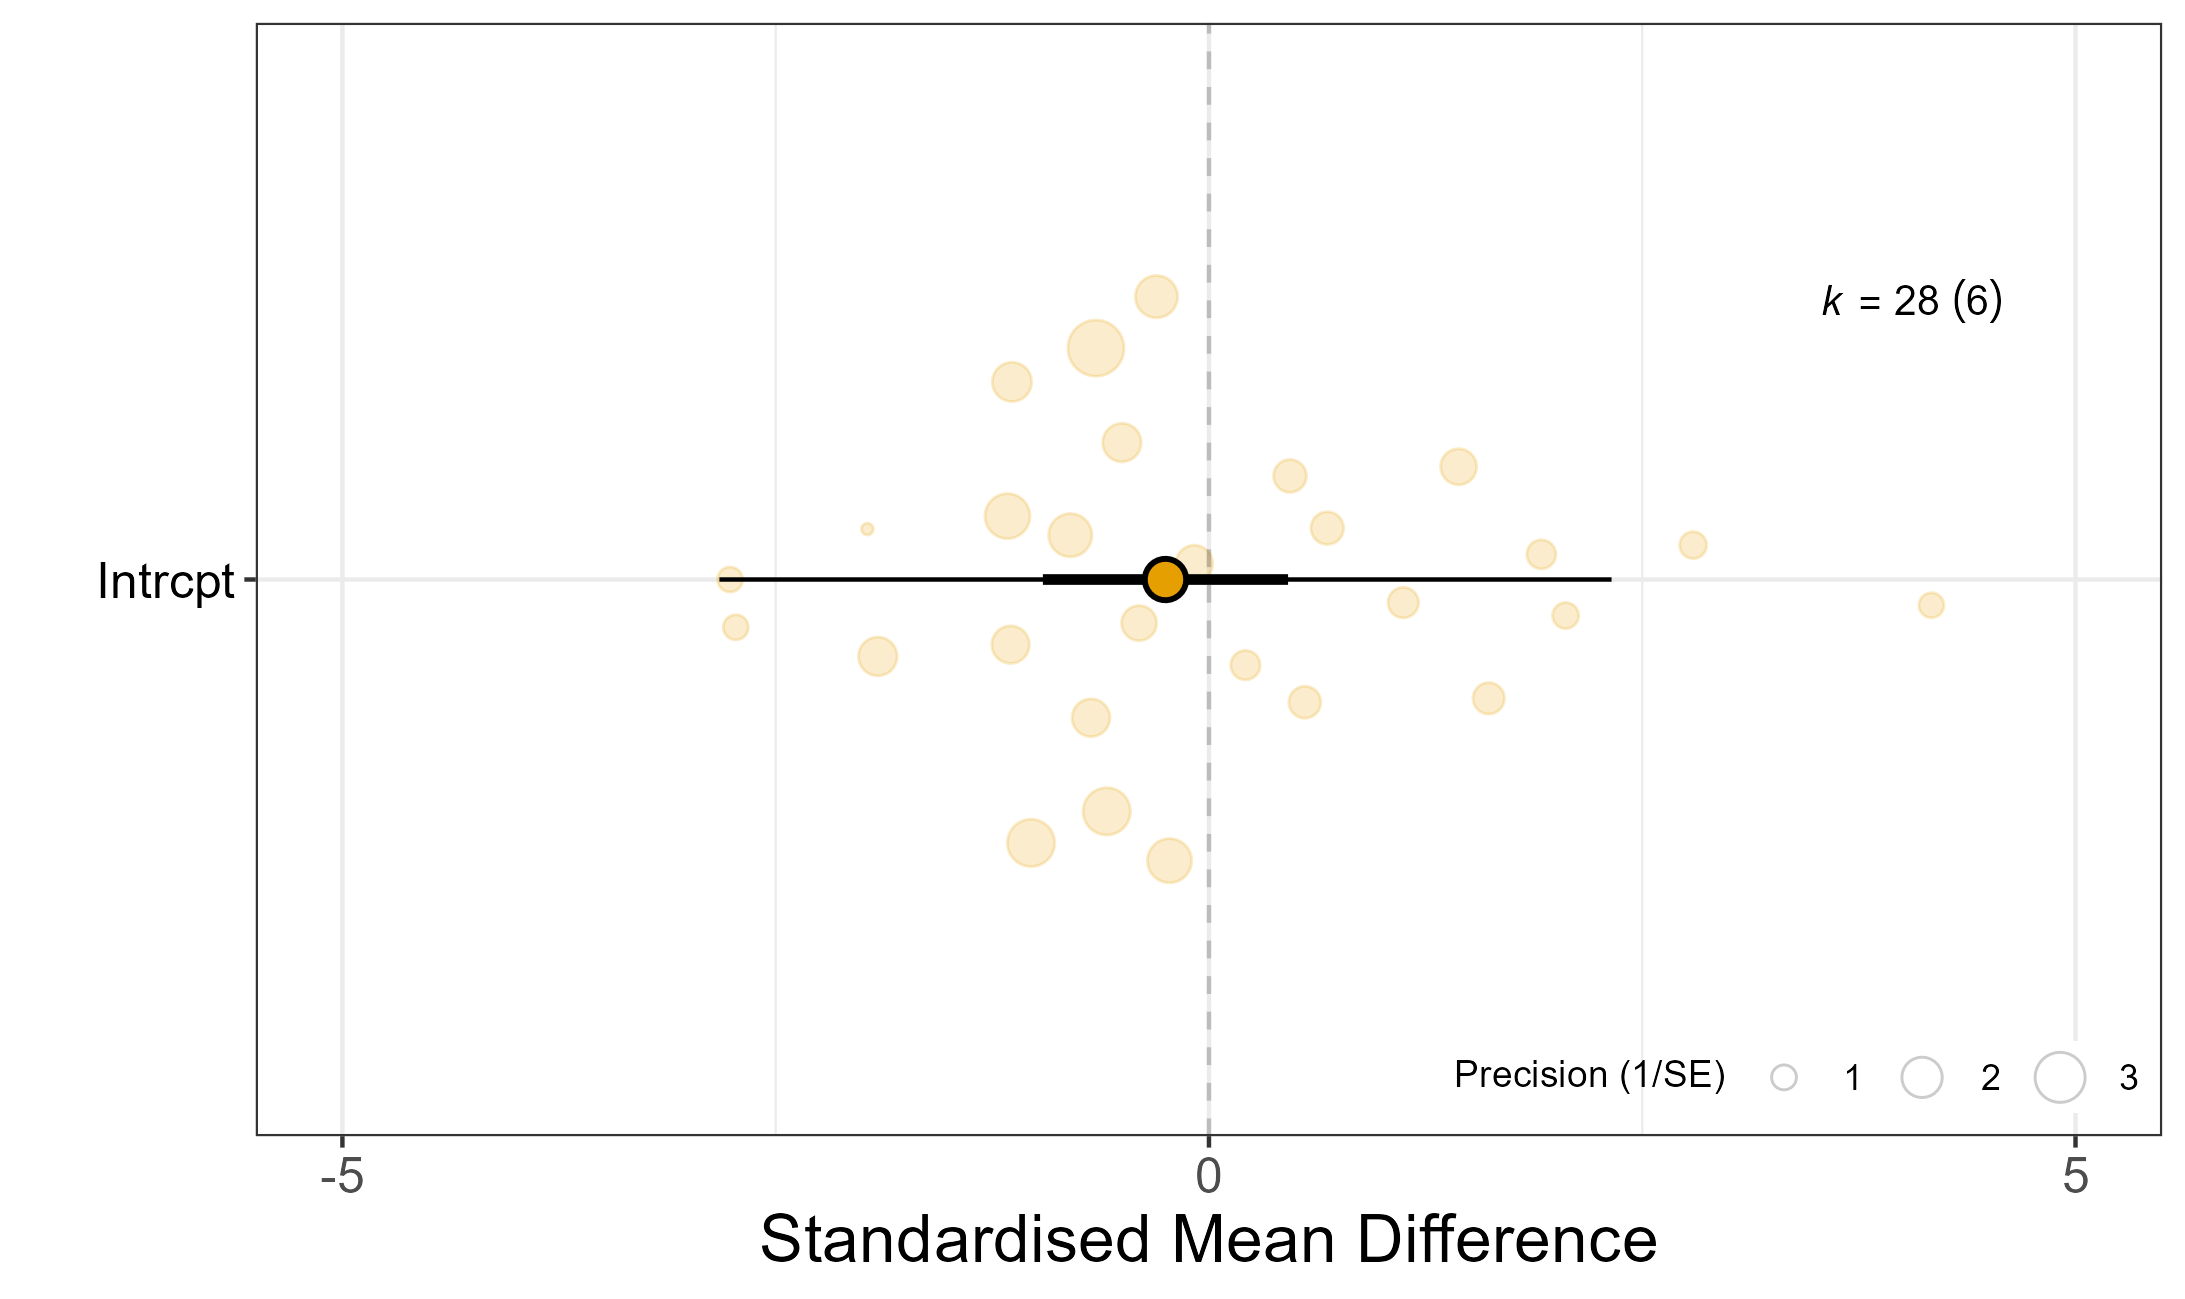 k = 28 (6)
Intrcpt
Precision (1/SE) 1 2 3
-5 0 5
Standardised Mean Difference